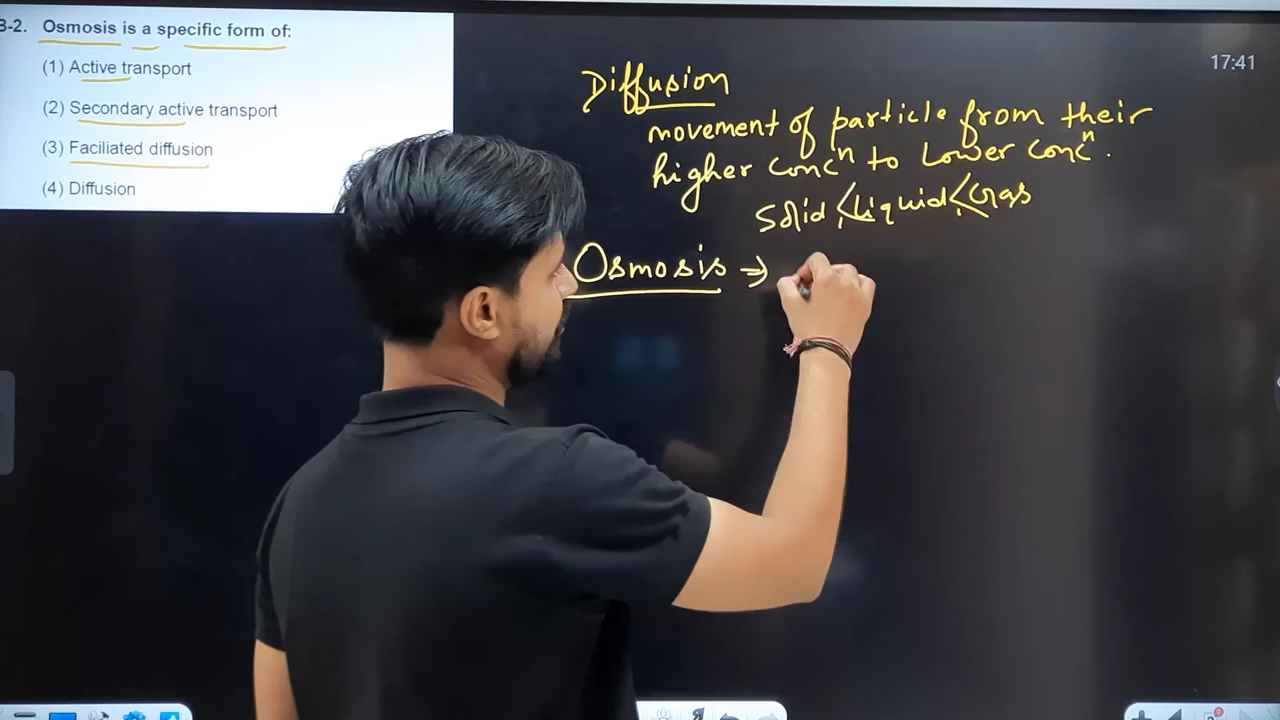 B-2. Osmosis is a specific form of:
(1) Active transport
(2) Secondary active transport
(3) Faciliated diffusion
(4) Diffusion
17:41
Diffusion
movement of particle from their
higher concⁿ to Lower concⁿ.
Solid < Liquid < Gas
Osmosis ⇒